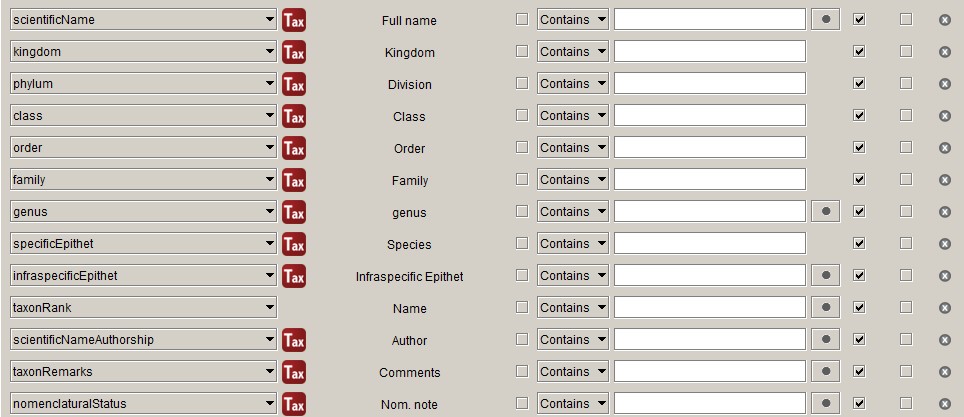 scientificName Tax Full name Contains
kingdom Tax Kingdom Contains
phylum Tax Division Contains
class Tax Class Contains
order Tax Order Contains
family Tax Family Contains
genus Tax genus Contains
specificEpithet Tax Species Contains
infraspecificEpithet Tax Infraspecific Epithet Contains
taxonRank Name Contains
scientificNameAuthorship Tax Author Contains
taxonRemarks Tax Comments Contains
nomenclaturalStatus Tax Nom. note Contains